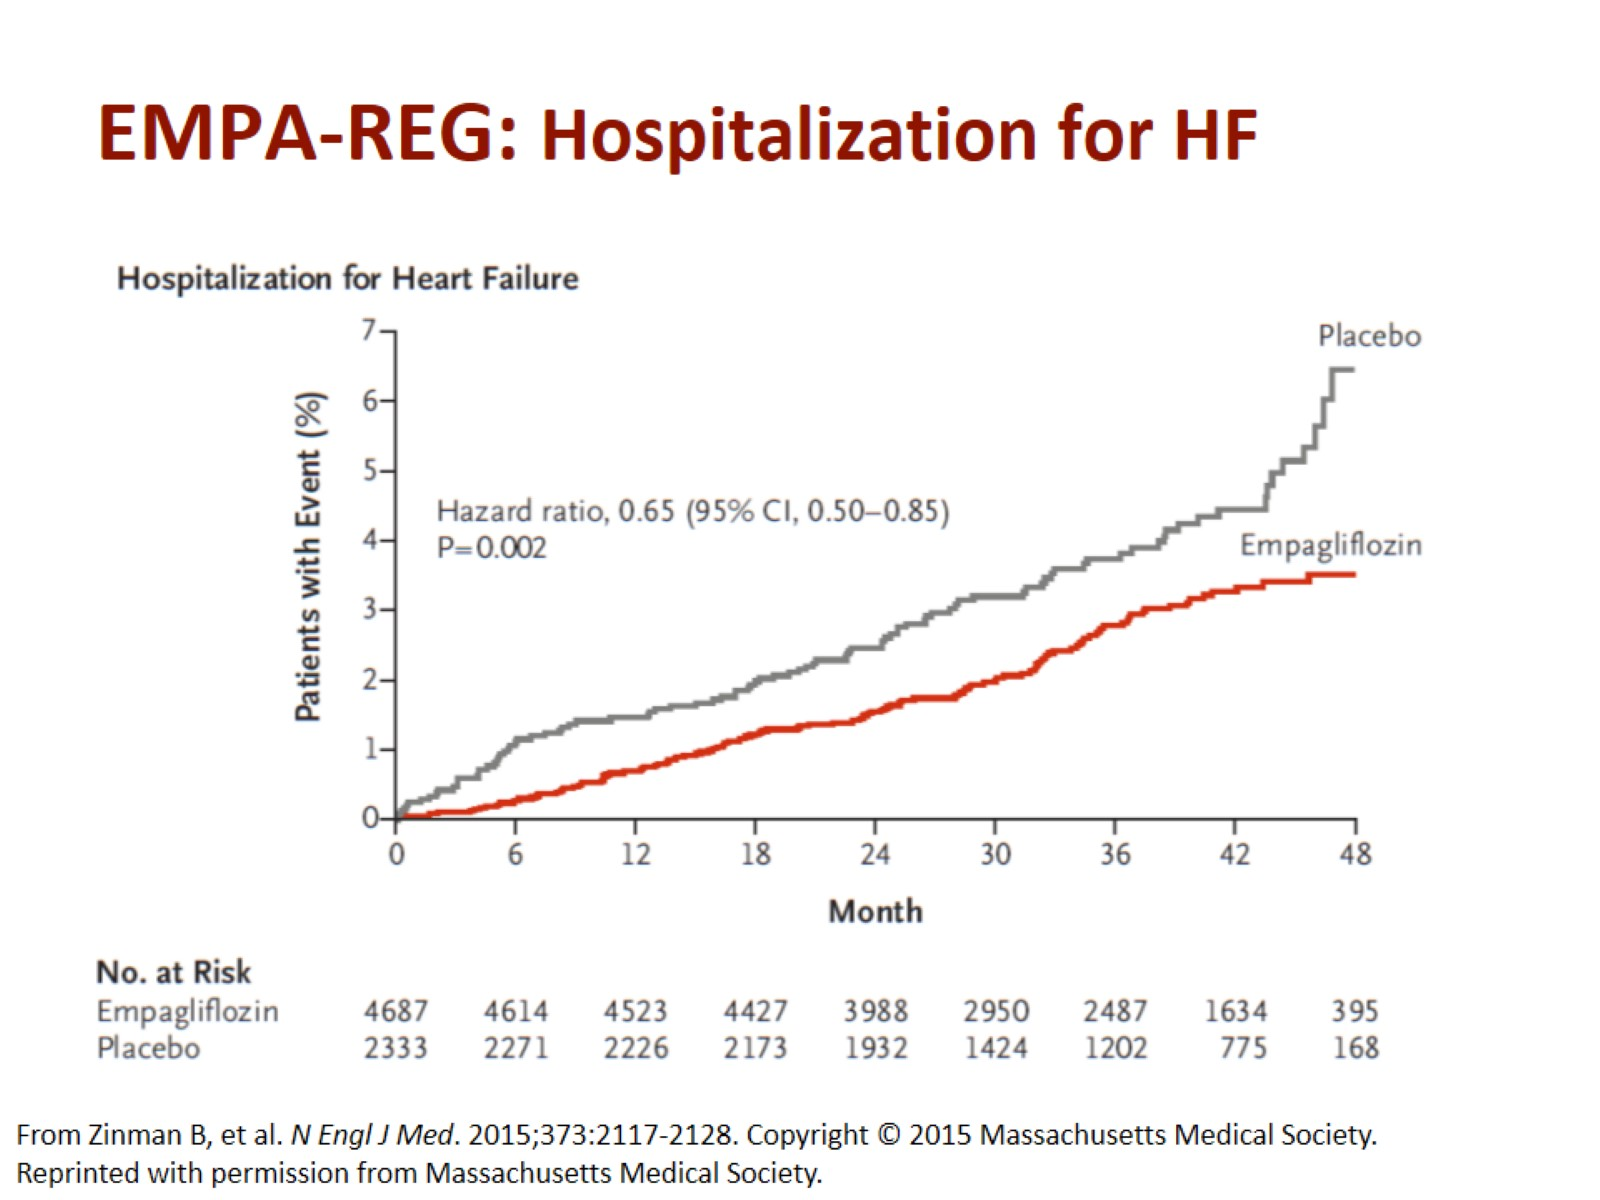 EMPA-REG: Hospitalization for HF
Hospitalization for Heart Failure
Patients with Event (%)
7
6
5
4
3
2
1
0
Placebo
Hazard ratio, 0.65 (95% CI, 0.50–0.85)
P=0.002
Empagliflozin
0 6 12 18 24 30 36 42 48
Month
No. at Risk
Empagliflozin 4687 4614 4523 4427 3988 2950 2487 1634 395
Placebo 2333 2271 2226 2173 1932 1424 1202 775 168
From Zinman B, et al. N Engl J Med. 2015;373:2117-2128. Copyright © 2015 Massachusetts Medical Society.
Reprinted with permission from Massachusetts Medical Society.